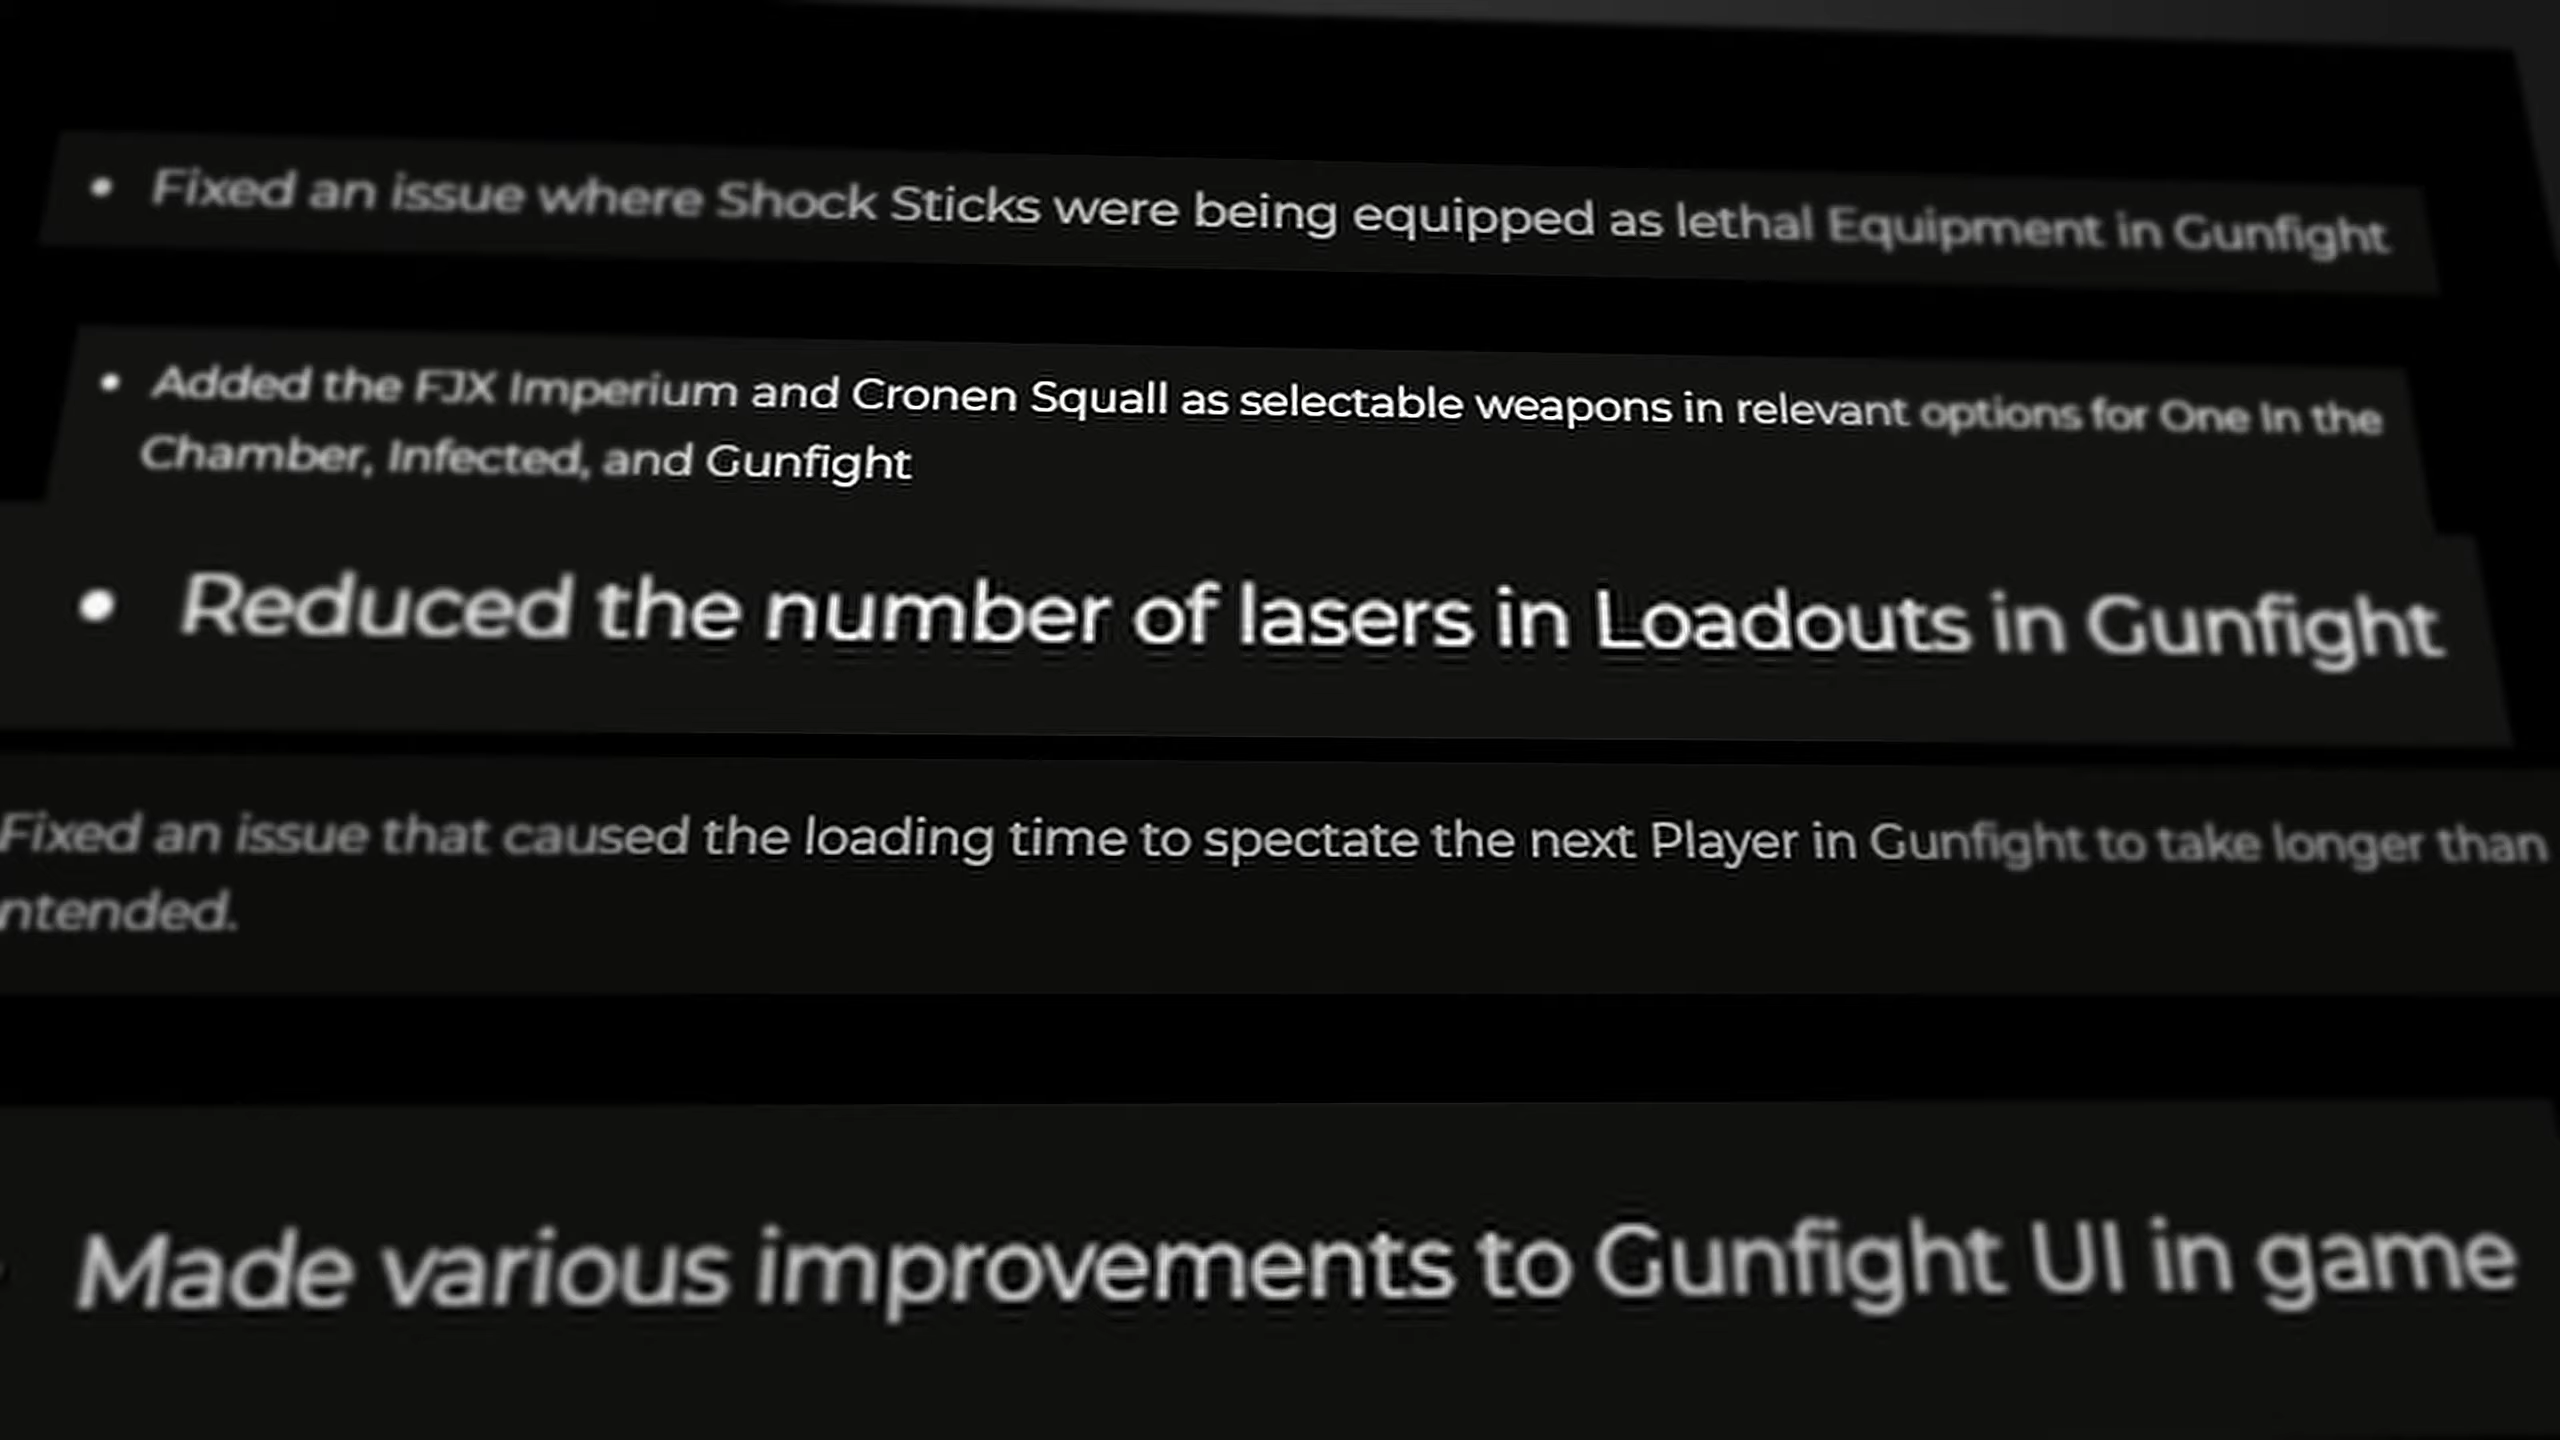 • Fixed an issue where Shock Sticks were being equipped as lethal Equipment in Gunfight
• Added the FJX Imperium and Cronen Squall as selectable weapons in relevant options for One In the
Chamber, Infected, and Gunfight
• Reduced the number of lasers in Loadouts in Gunfight
Fixed an issue that caused the loading time to spectate the next Player in Gunfight to take longer than
ntended.
Made various improvements to Gunfight UI in game